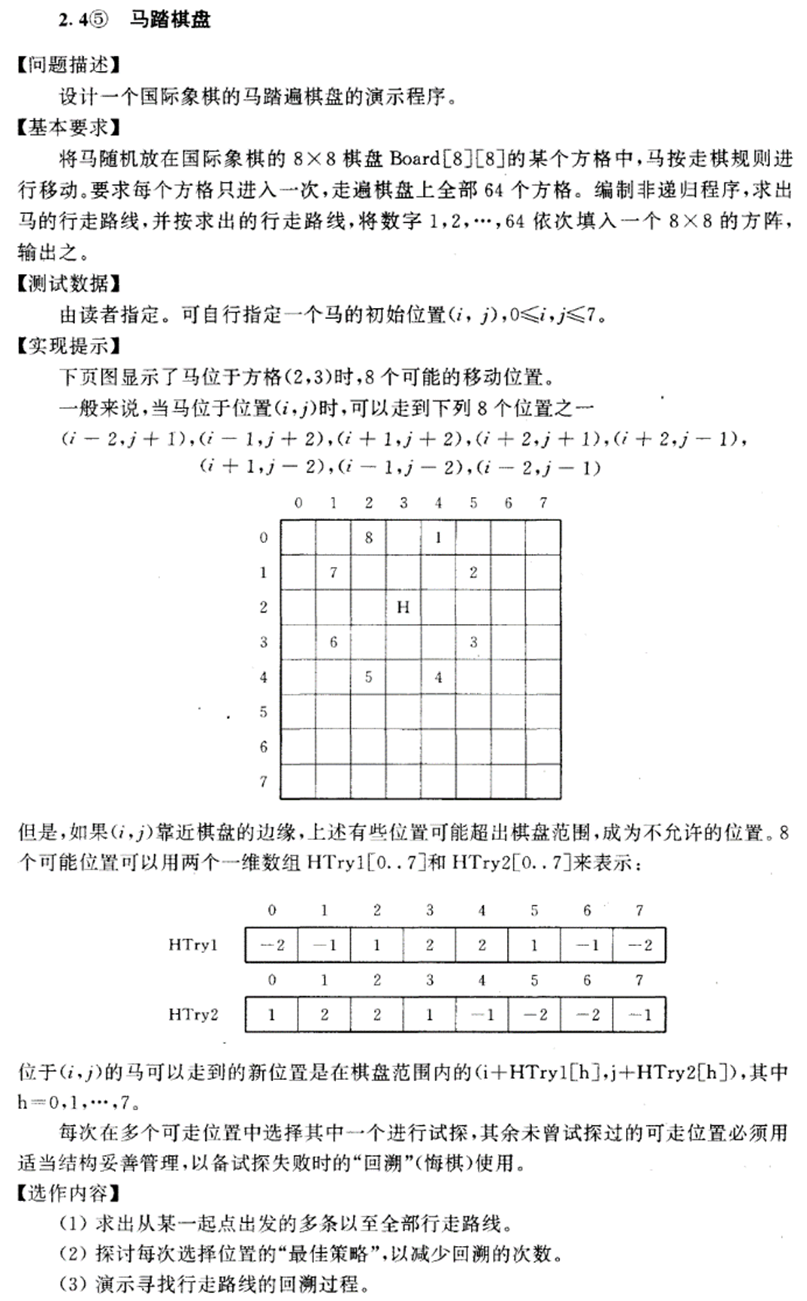 2.4⑤ 马踏棋盘
【问题描述】
设计一个国际象棋的马踏遍棋盘的演示程序。
【基本要求】
将马随机放在国际象棋的 8×8 棋盘 Board[8][8]的某个方格中,马按走棋规则进
行移动。要求每个方格只进入一次,走遍棋盘上全部 64 个方格。编制非递归程序,求出
马的行走路线,并按求出的行走路线,将数字 1,2,…,64 依次填入一个 8×8 的方阵,
输出之。
【测试数据】
由读者指定。可自行指定一个马的初始位置(i, j),0≤i,j≤7。
【实现提示】
下页图显示了马位于方格(2,3)时,8 个可能的移动位置。
一般来说,当马位于位置(i,j)时,可以走到下列 8 个位置之一
(i − 2,j + 1),(i − 1,j + 2),(i + 1,j + 2),(i + 2,j + 1),(i + 2,j − 1),
(i + 1,j − 2),(i − 1,j − 2),(i − 2,j − 1)
0 1 2 3 4 5 6 7
0 8 1
1 7 2
2 H
3 6 3
4 5 4
5
6
7
但是,如果(i,j)靠近棋盘的边缘,上述有些位置可能超出棋盘范围,成为不允许的位置。8
个可能位置可以用两个一维数组 HTry1[0..7]和 HTry2[0..7]来表示:
0 1 2 3 4 5 6 7
HTry1 −2 −1 1 2 2 1 −1 −2
0 1 2 3 4 5 6 7
HTry2 1 2 2 1 −1 −2 −2 −1
位于(i,j)的马可以走到的新位置是在棋盘范围内的(i+HTry1[h],j+HTry2[h]),其中
h=0,1,…,7。
每次在多个可走位置中选择其中一个进行试探,其余未曾试探过的可走位置必须用
适当结构妥善管理,以备试探失败时的“回溯”(悔棋)使用。
【选作内容】
(1) 求出从某一起点出发的多条以至全部行走路线。
(2) 探讨每次选择位置的“最佳策略”,以减少回溯的次数。
(3) 演示寻找行走路线的回溯过程。